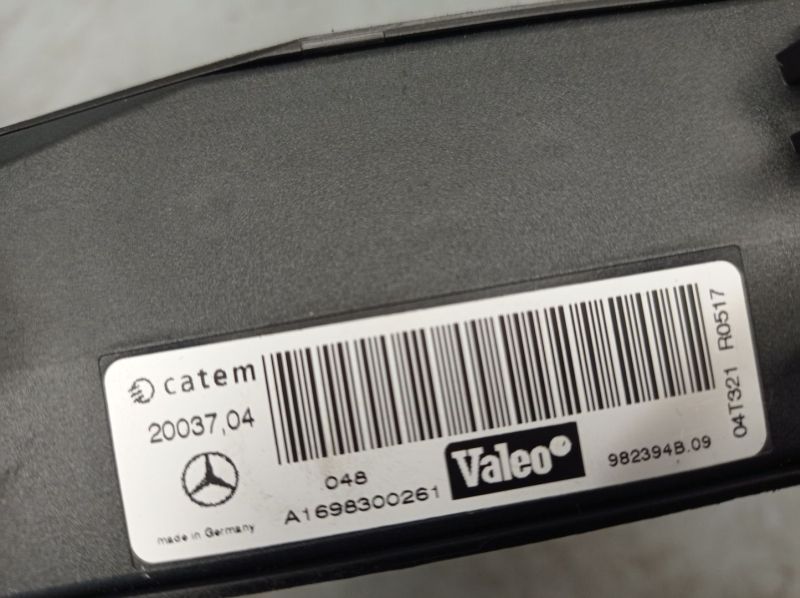 catem
20037,04
048
A1698300261
made in Germany
Valeo
982394B.09
04T321 R0517